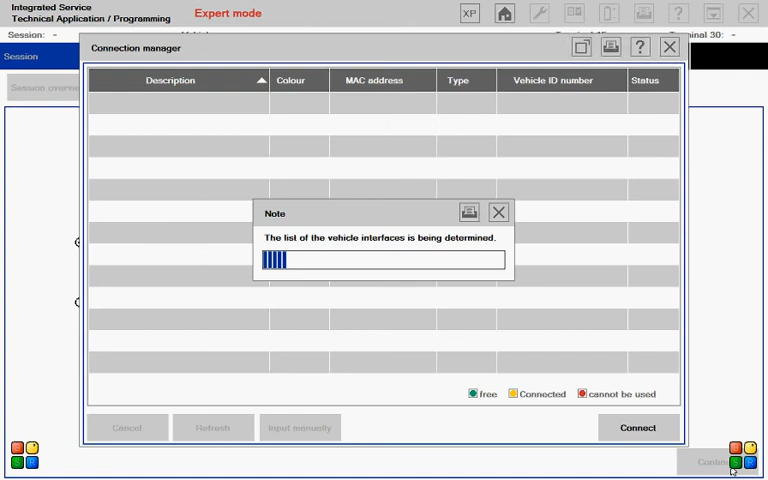 Integrated Service
Technical Application / Programming
Expert mode
XP
Session: -
Terminal 30: -
Session
Connection manager
Description Colour MAC address Type Vehicle ID number Status
Note
The list of the vehicle interfaces is being determined.
free Connected cannot be used
Cancel Refresh Input manually Connect